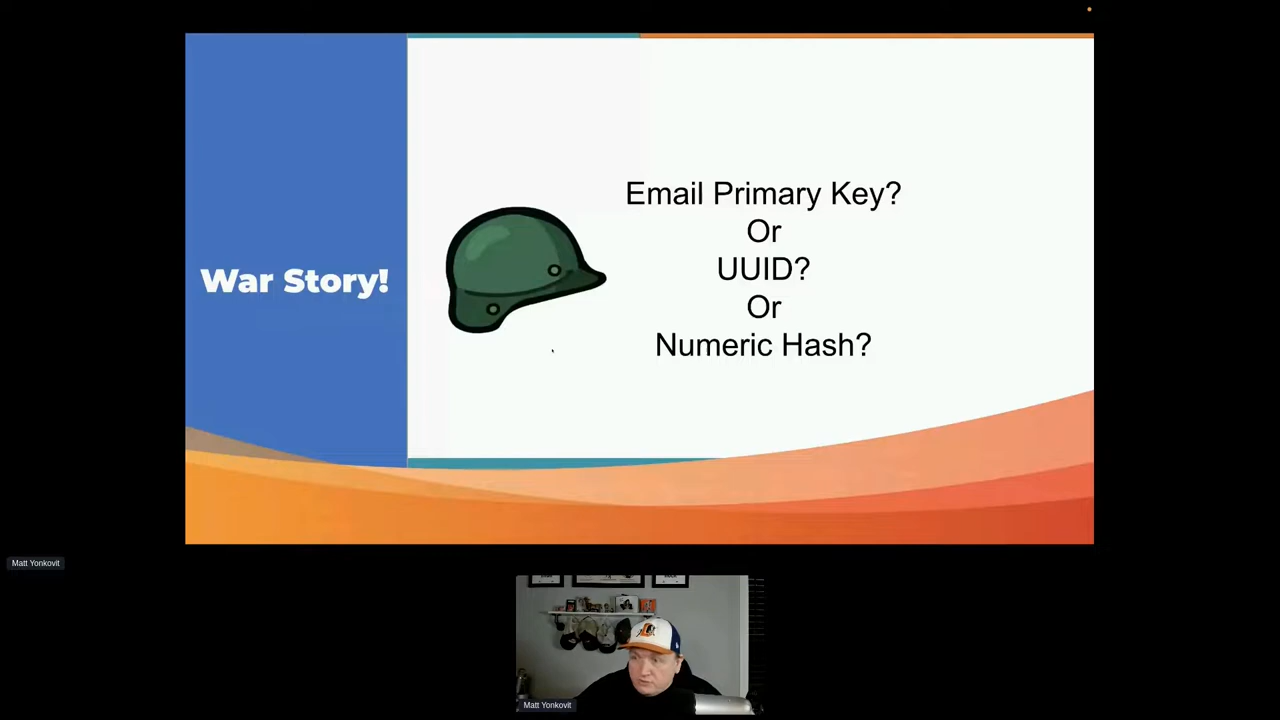 War Story!
Email Primary Key?
Or
UUID?
Or
Numeric Hash?
Matt Yonkovit
Matt Yonkovit